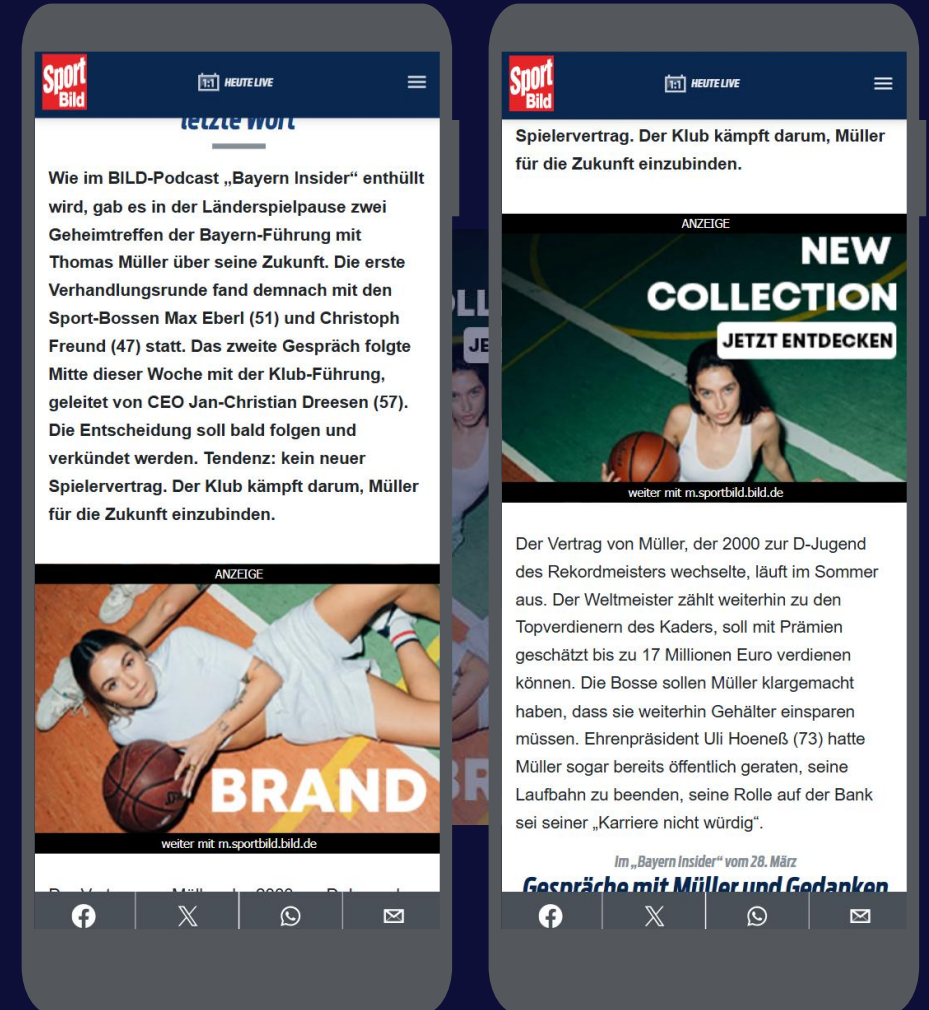 Sport
Bild
1:1
HEUTE LIVE
letzte Wort
Wie im BILD-Podcast „Bayern Insider“ enthüllt
wird, gab es in der Länderspielpause zwei
Geheimtreffen der Bayern-Führung mit
Thomas Müller über seine Zukunft. Die erste
Verhandlungsrunde fand demnach mit den
Sport-Bossen Max Eberl (51) und Christoph
Freund (47) statt. Das zweite Gespräch folgte
Mitte dieser Woche mit der Klub-Führung,
geleitet von CEO Jan-Christian Dreesen (57).
Die Entscheidung soll bald folgen und
verkündet werden. Tendenz: kein neuer
Spielervertrag. Der Klub kämpft darum, Müller
für die Zukunft einzubinden.
ANZEIGE
BRAND
weiter mit m.sportbild.bild.de
Sport
Bild
1:1
HEUTE LIVE
Spielervertrag. Der Klub kämpft darum, Müller
für die Zukunft einzubinden.
ANZEIGE
NEW
COLLECTION
JETZT ENTDECKEN
weiter mit m.sportbild.bild.de
Der Vertrag von Müller, der 2000 zur D-Jugend
des Rekordmeisters wechselte, läuft im Sommer
aus. Der Weltmeister zählt weiterhin zu den
Topverdienern des Kaders, soll mit Prämien
geschätzt bis zu 17 Millionen Euro verdienen
können. Die Bosse sollen Müller klargemacht
haben, dass sie weiterhin Gehälter einsparen
müssen. Ehrenpräsident Uli Hoeneß (73) hatte
Müller sogar bereits öffentlich geraten, seine
Laufbahn zu beenden, seine Rolle auf der Bank
sei seiner „Karriere nicht würdig“.
Im „Bayern Insider“ vom 28. März
Gespräche mit Müller und Gedanken